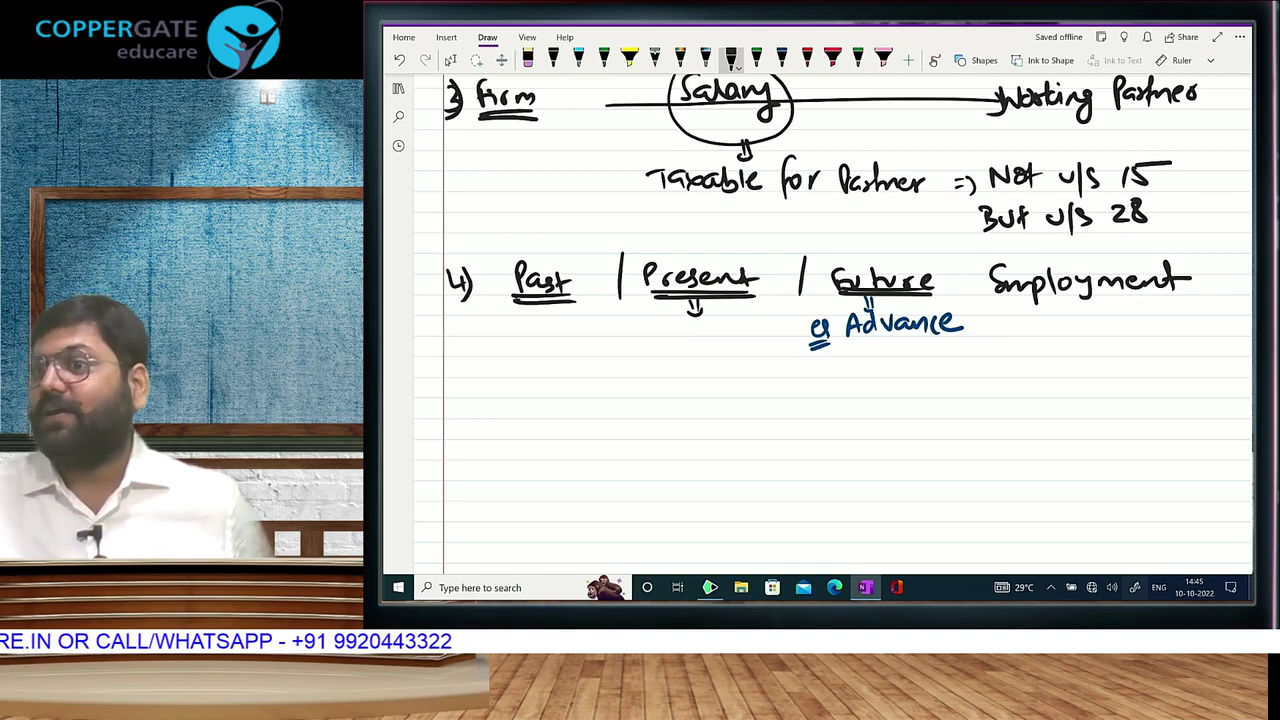 COPPERGATE
educare
Home Insert Draw View Help
Saved offline
Share
Shapes
Ink to Shape
Ink to Text
Ruler
3) Firm Salary Working Partner
Taxable for Partner => Not u/s 15
But u/s 28
4) Past | Present | Future Employment
eg Advance
Type here to search
29°C
ENG
14:45
10-10-2022
RE.IN OR CALL/WHATSAPP - +91 9920443322